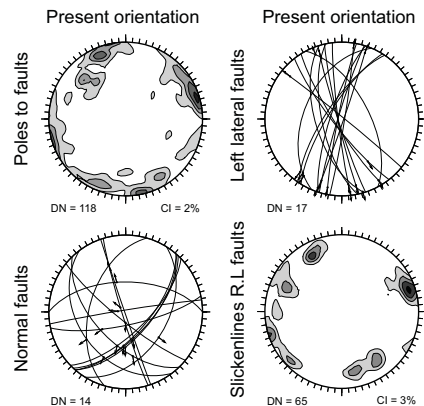 Present orientation
Present orientation
Poles to faults
Left lateral faults
DN = 118
CI = 2%
DN = 17
Normal faults
Slickenlines R.L faults
DN = 14
DN = 65
CI = 3%